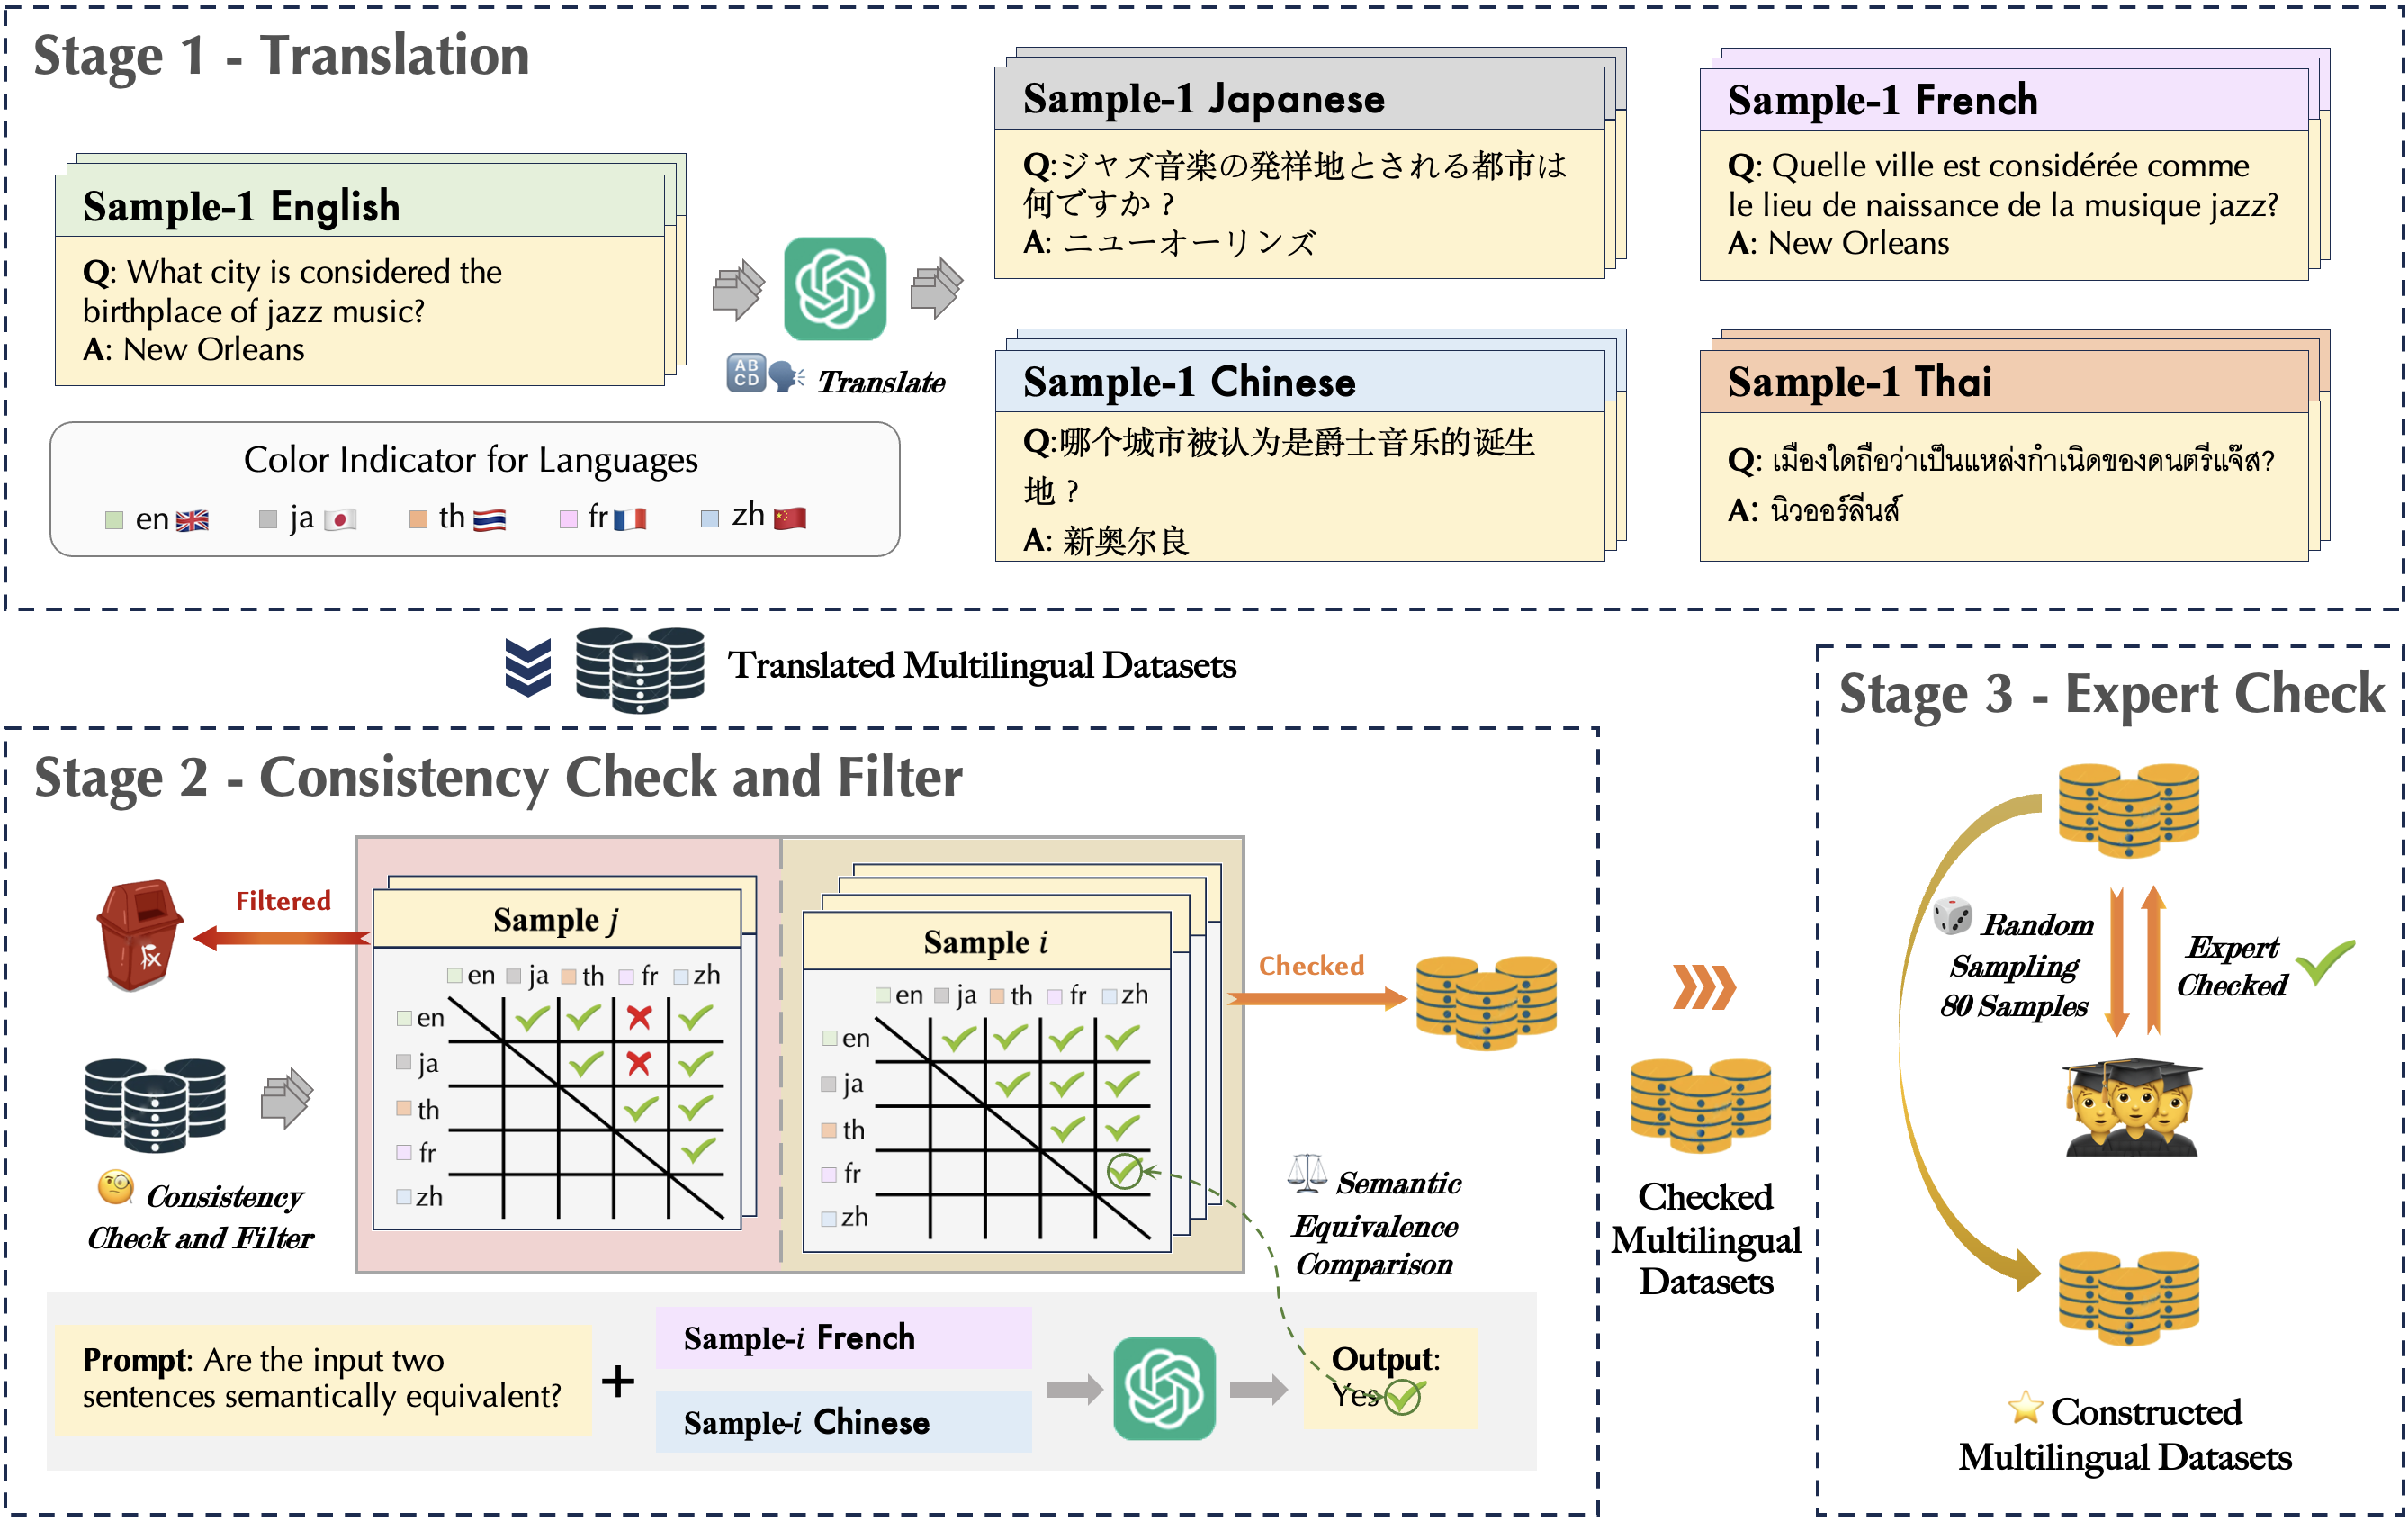 Stage 1 - Translation
Sample-1 English
Q: What city is considered the
birthplace of jazz music?
A: New Orleans
ABCD
Translate
Sample-1 Japanese
Q:ジャズ音楽の発祥地とされる都市は
何ですか？
A: ニューオーリンズ
Sample-1 French
Q: Quelle ville est considérée comme
le lieu de naissance de la musique jazz?
A: New Orleans
Sample-1 Chinese
Q:哪个城市被认为是爵士音乐的诞生
地？
A: 新奥尔良
Sample-1 Thai
Q: เมืองใดถือว่าเป็นแหล่งกำเนิดของดนตรีแจ๊ส?
A: นิวออร์ลีนส์
Color Indicator for Languages
en ja th fr zh
Translated Multilingual Datasets
Stage 2 - Consistency Check and Filter
Filtered
Consistency
Check and Filter
Sample j
en ja th fr zh
en
ja
th
fr
zh
Sample i
en ja th fr zh
en
ja
th
fr
zh
Checked
Semantic
Equivalence
Comparison
Prompt: Are the input two
sentences semantically equivalent?
+
Sample-i French
Sample-i Chinese
Output:
Yes
Checked
Multilingual
Datasets
Stage 3 - Expert Check
Random
Sampling
80 Samples
Expert
Checked
Constructed
Multilingual Datasets